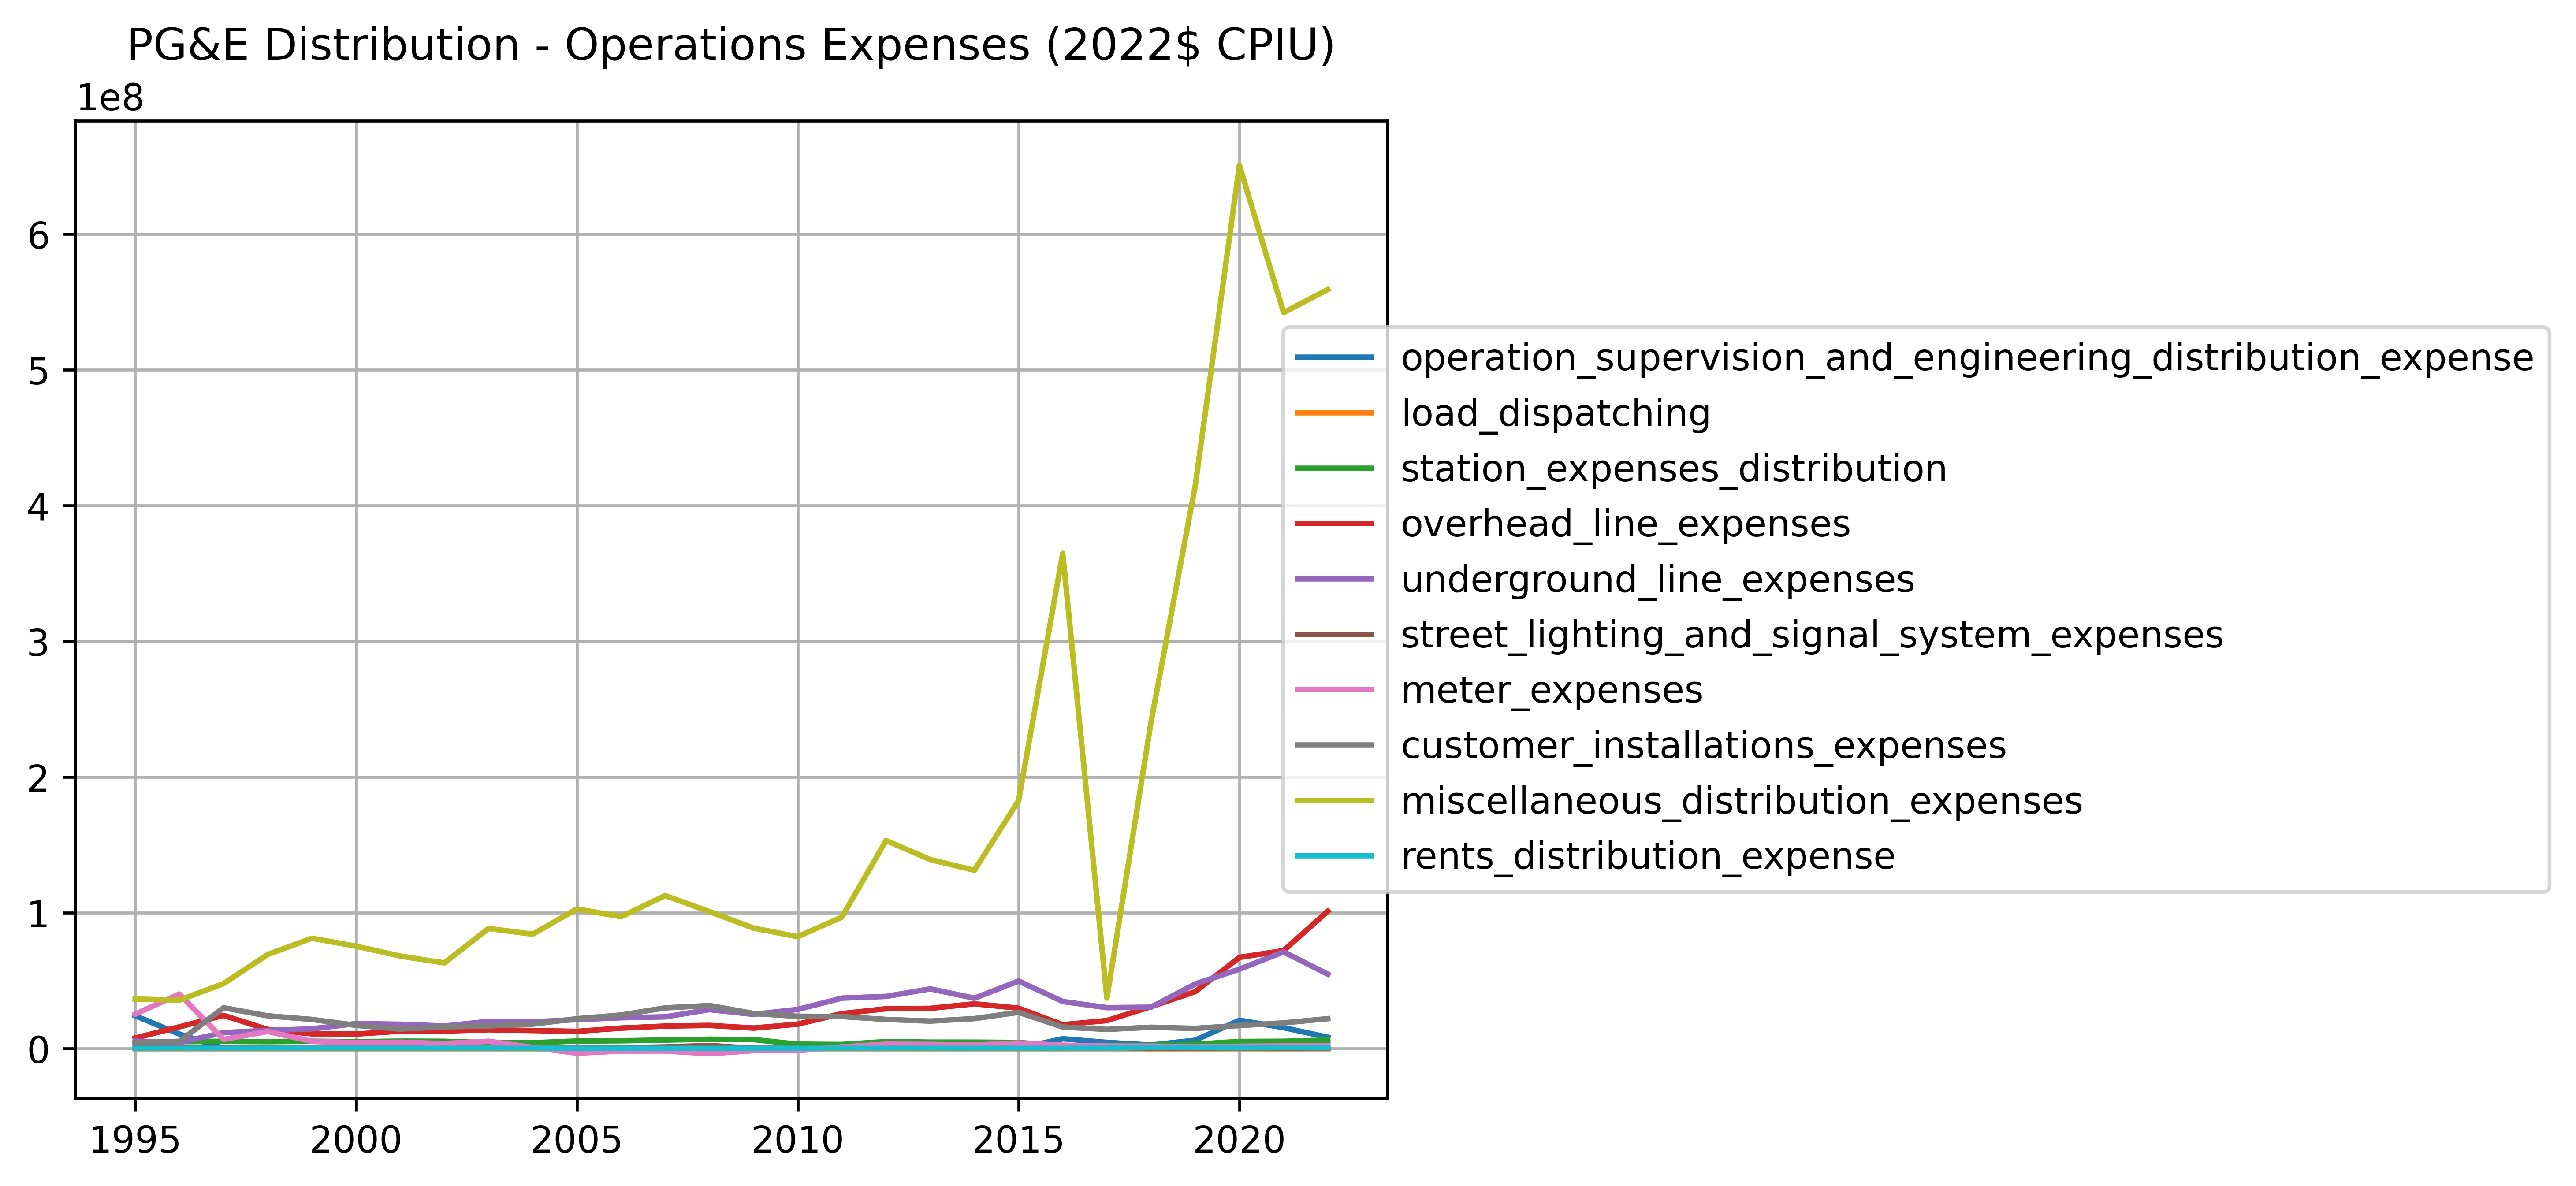 PG&E Distribution - Operations Expenses (2022$ CPIU)
1e8
6
5
4
3
2
1
0
1995 2000 2005 2010 2015 2020
operation_supervision_and_engineering_distribution_expense
load_dispatching
station_expenses_distribution
overhead_line_expenses
underground_line_expenses
street_lighting_and_signal_system_expenses
meter_expenses
customer_installations_expenses
miscellaneous_distribution_expenses
rents_distribution_expense